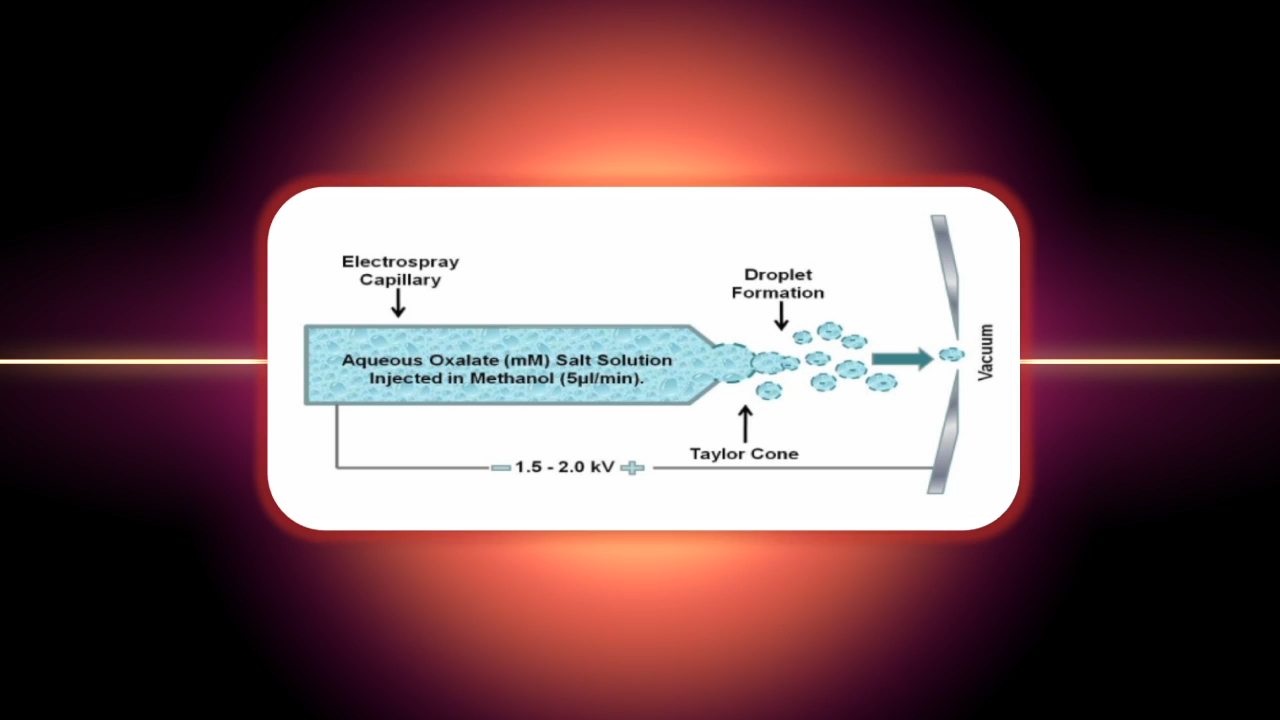 Electrospray
Capillary
Droplet
Formation
Aqueous Oxalate (mM) Salt Solution
Injected in Methanol (5µl/min).
Vacuum
Taylor Cone
1.5 - 2.0 kV